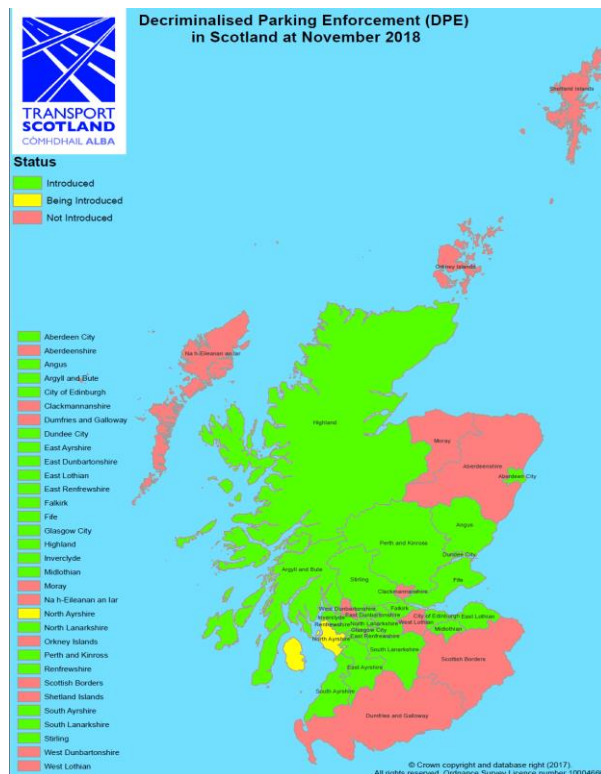 Decriminalised Parking Enforcement (DPE)
in Scotland at November 2018
TRANSPORT
SCOTLAND
CÒMHDHAIL ALBA
Status
Introduced
Being Introduced
Not Introduced
Aberdeen City
Aberdeenshire
Angus
Argyll and Bute
City of Edinburgh
Clackmannanshire
Dumfries and Galloway
Dundee City
East Ayrshire
East Dunbartonshire
East Lothian
East Renfrewshire
Falkirk
Fife
Glasgow City
Highland
Inverclyde
Midlothian
Moray
Na h-Eileanan an Iar
North Ayrshire
North Lanarkshire
Orkney Islands
Perth and Kinross
Renfrewshire
Scottish Borders
Shetland Islands
South Ayrshire
South Lanarkshire
Stirling
West Dunbartonshire
West Lothian
Shetland Islands
Orkney Islands
Na h-Eileanan an Iar
Highland
Moray
Aberdeenshire
Aberdeen City
Angus
Perth and Kinross
Dundee City
Argyll and Bute
Stirling
Fife
Clackmannanshire
West Dunbartonshire
Falkirk
East Dunbartonshire
Inverclyde
City of Edinburgh
East Lothian
Renfrewshire
North Lanarkshire
West Lothian
Midlothian
Glasgow City
East Renfrewshire
North Ayrshire
South Lanarkshire
Scottish Borders
East Ayrshire
South Ayrshire
Dumfries and Galloway
© Crown copyright and database right (2017).
All rights reserved. Ordnance Survey Licence number